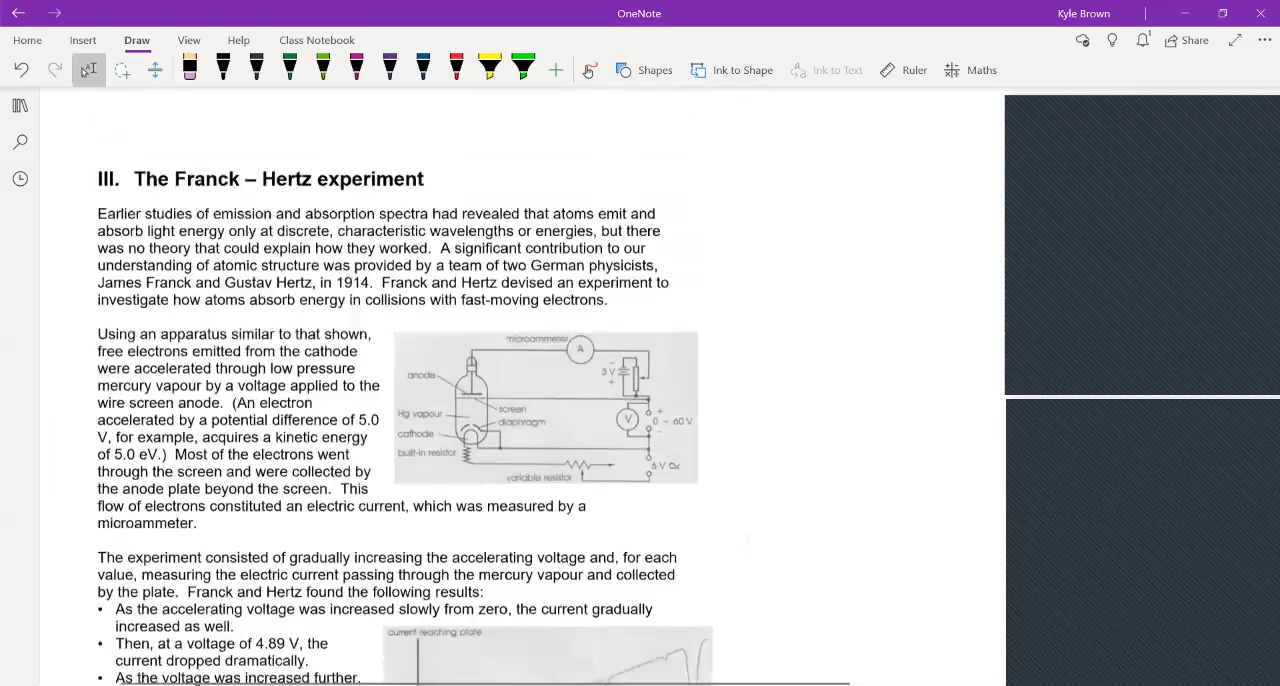 OneNote
Kyle Brown
Home
Insert
Draw
View
Help
Class Notebook
Share
Shapes
Ink to Shape
Ink to Text
Ruler
Maths
III. The Franck – Hertz experiment
Earlier studies of emission and absorption spectra had revealed that atoms emit and
absorb light energy only at discrete, characteristic wavelengths or energies, but there
was no theory that could explain how they worked. A significant contribution to our
understanding of atomic structure was provided by a team of two German physicists,
James Franck and Gustav Hertz, in 1914. Franck and Hertz devised an experiment to
investigate how atoms absorb energy in collisions with fast-moving electrons.
Using an apparatus similar to that shown,
free electrons emitted from the cathode
were accelerated through low pressure
mercury vapour by a voltage applied to the
wire screen anode. (An electron
accelerated by a potential difference of 5.0
V, for example, acquires a kinetic energy
of 5.0 eV.) Most of the electrons went
through the screen and were collected by
the anode plate beyond the screen. This
flow of electrons constituted an electric current, which was measured by a
microammeter.
microammeter
A
anode
3 V
screen
Hg vapour
diaphragm
V
0 – 60 V
cathode
built-in resistor
6 V
variable resistor
The experiment consisted of gradually increasing the accelerating voltage and, for each
value, measuring the electric current passing through the mercury vapour and collected
by the plate. Franck and Hertz found the following results:
• As the accelerating voltage was increased slowly from zero, the current gradually
increased as well.
• Then, at a voltage of 4.89 V, the
current dropped dramatically.
• As the voltage was increased further,
current reaching plate